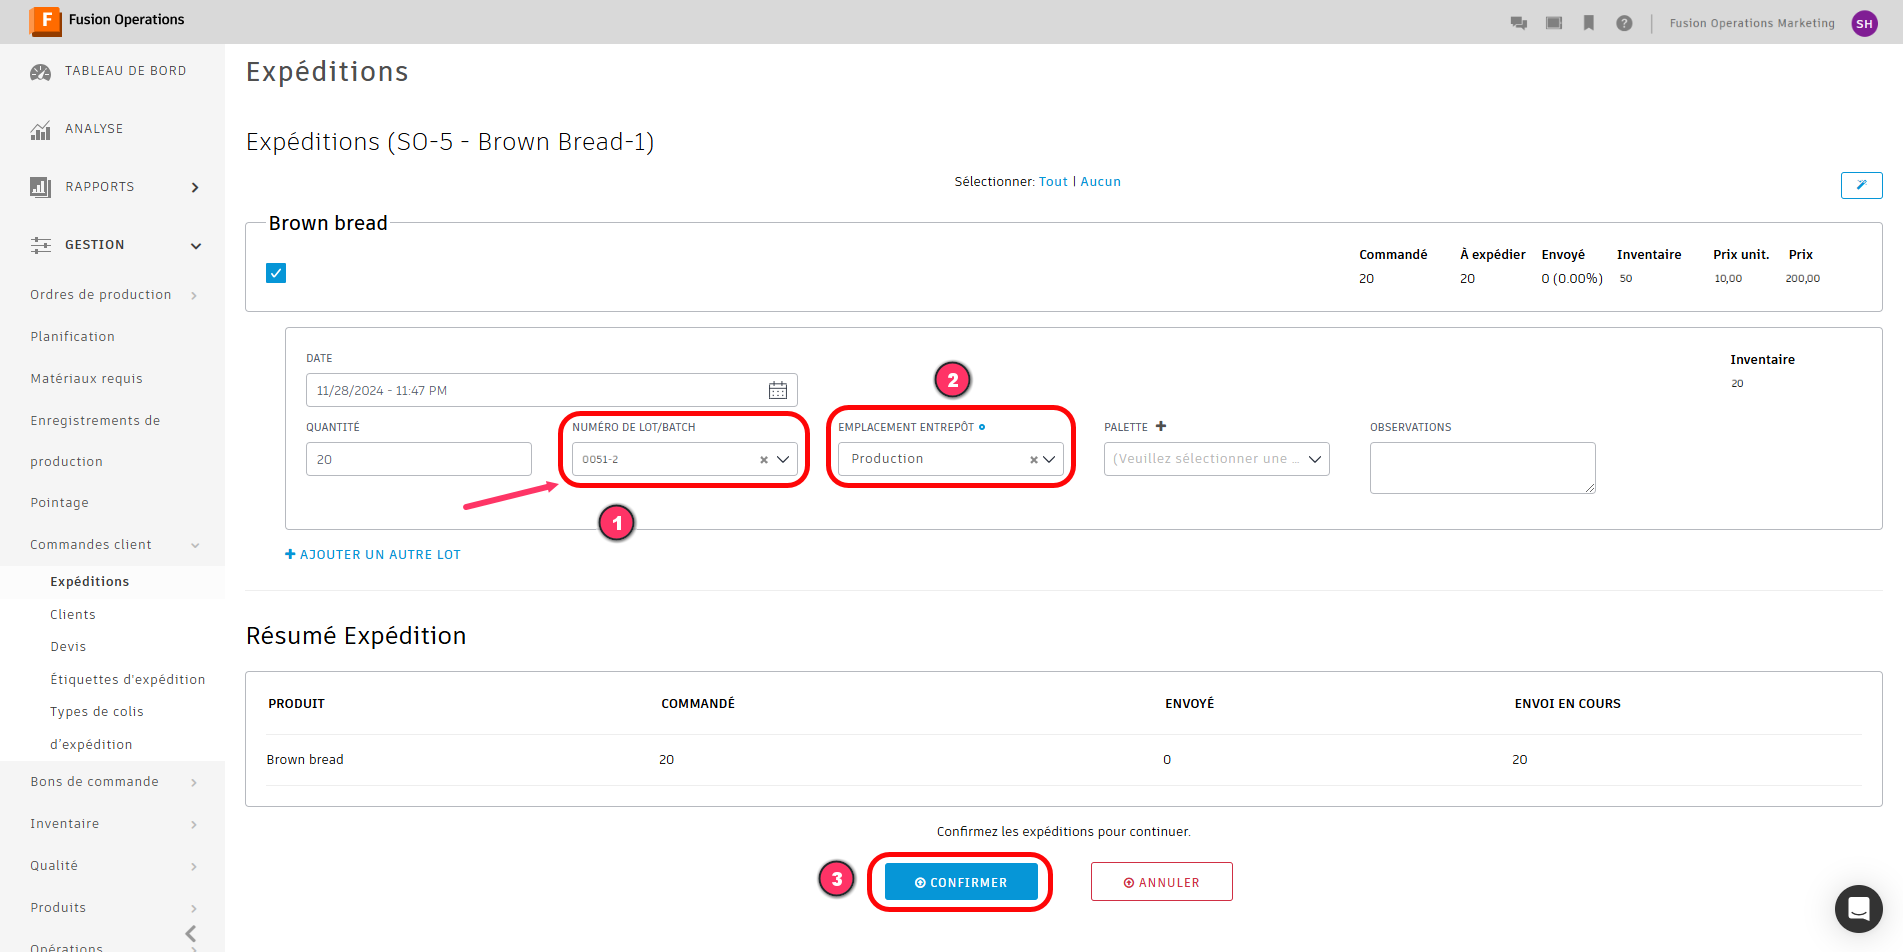 F Fusion Operations
Fusion Operations Marketing SH
TABLEAU DE BORD
ANALYSE
RAPPORTS
GESTION
Ordres de production
Planification
Matériaux requis
Enregistrements de
production
Pointage
Commandes client
Expéditions
Clients
Devis
Étiquettes d'expédition
Types de colis
d’expédition
Bons de commande
Inventaire
Qualité
Produits
Opérations
Expéditions
Expéditions (SO-5 - Brown Bread-1)
Sélectionner: Tout | Aucun
Brown bread
Commandé À expédier Envoyé Inventaire Prix unit. Prix
20 20 0 (0.00%) 50 10,00 200,00
DATE
11/28/2024 - 11:47 PM
Inventaire
20
2
QUANTITÉ NUMÉRO DE LOT/BATCH EMPLACEMENT ENTREPÔT PALETTE OBSERVATIONS
20 0051-2 Production (Veuillez sélectionner une ...
1
AJOUTER UN AUTRE LOT
Résumé Expédition
PRODUIT COMMANDÉ ENVOYÉ ENVOI EN COURS
Brown bread 20 0 20
Confirmez les expéditions pour continuer.
3 CONFIRMER ANNULER